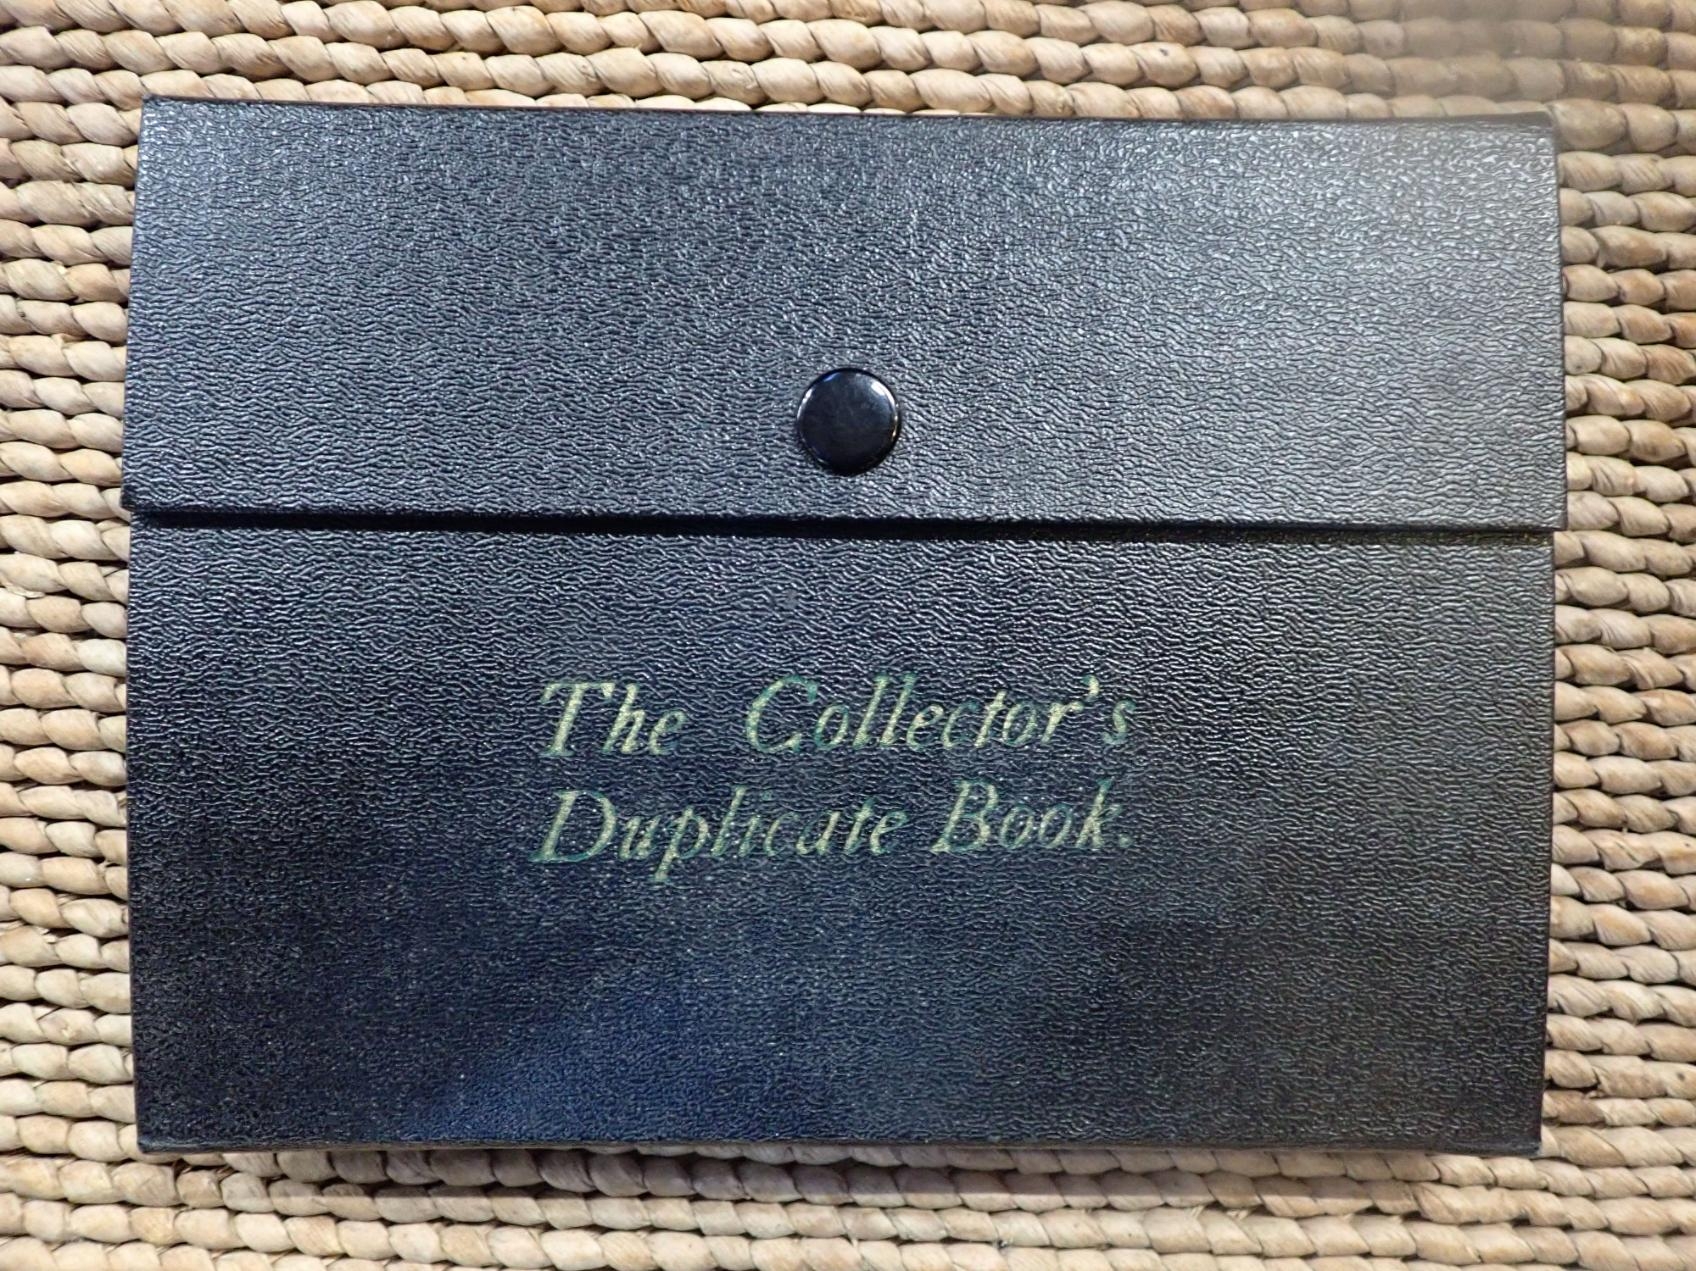 The Collector's
Duplicate Book.